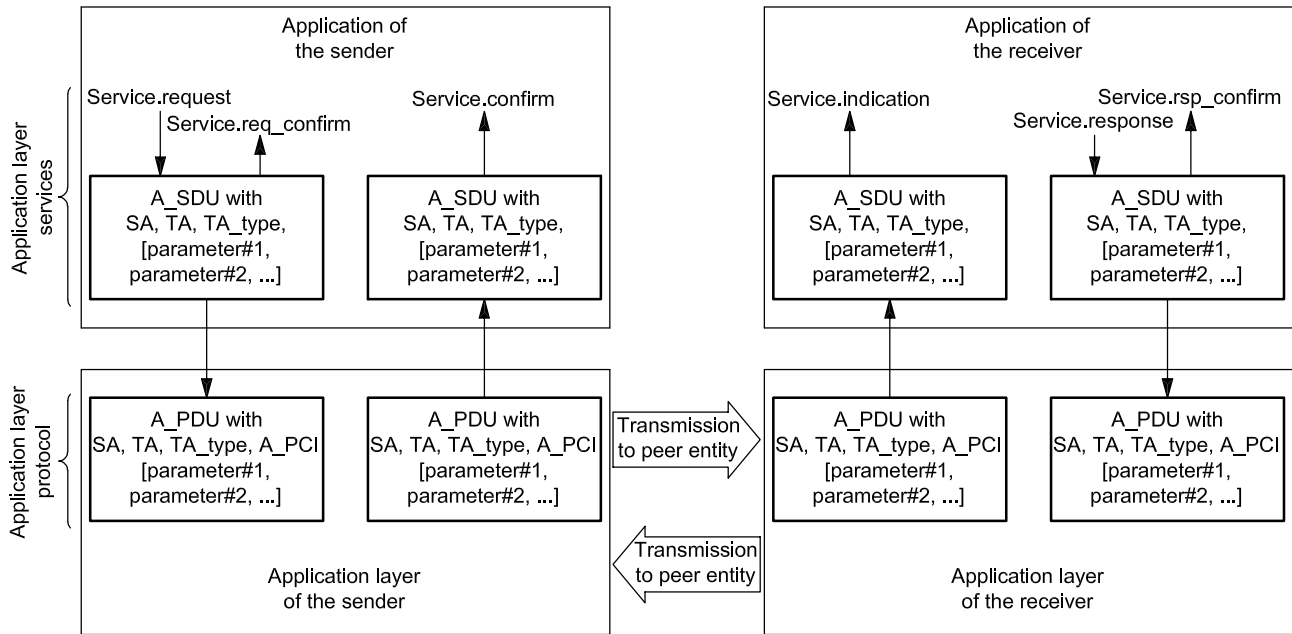 Application of
the sender
Application of
the receiver
Application layer
services
Service.request
Service.req_confirm
Service.confirm
Service.indication
Service.rsp_confirm
Service.response
A_SDU with
SA, TA, TA_type,
[parameter#1,
parameter#2, ...]
A_SDU with
SA, TA, TA_type,
[parameter#1,
parameter#2, ...]
A_SDU with
SA, TA, TA_type,
[parameter#1,
parameter#2, ...]
A_SDU with
SA, TA, TA_type,
[parameter#1,
parameter#2, ...]
Application layer
protocol
A_PDU with
SA, TA, TA_type, A_PCI
[parameter#1,
parameter#2, ...]
A_PDU with
SA, TA, TA_type, A_PCI
[parameter#1,
parameter#2, ...]
Transmission
to peer entity
A_PDU with
SA, TA, TA_type, A_PCI
[parameter#1,
parameter#2, ...]
A_PDU with
SA, TA, TA_type, A_PCI
[parameter#1,
parameter#2, ...]
Transmission
to peer entity
Application layer
of the sender
Application layer
of the receiver